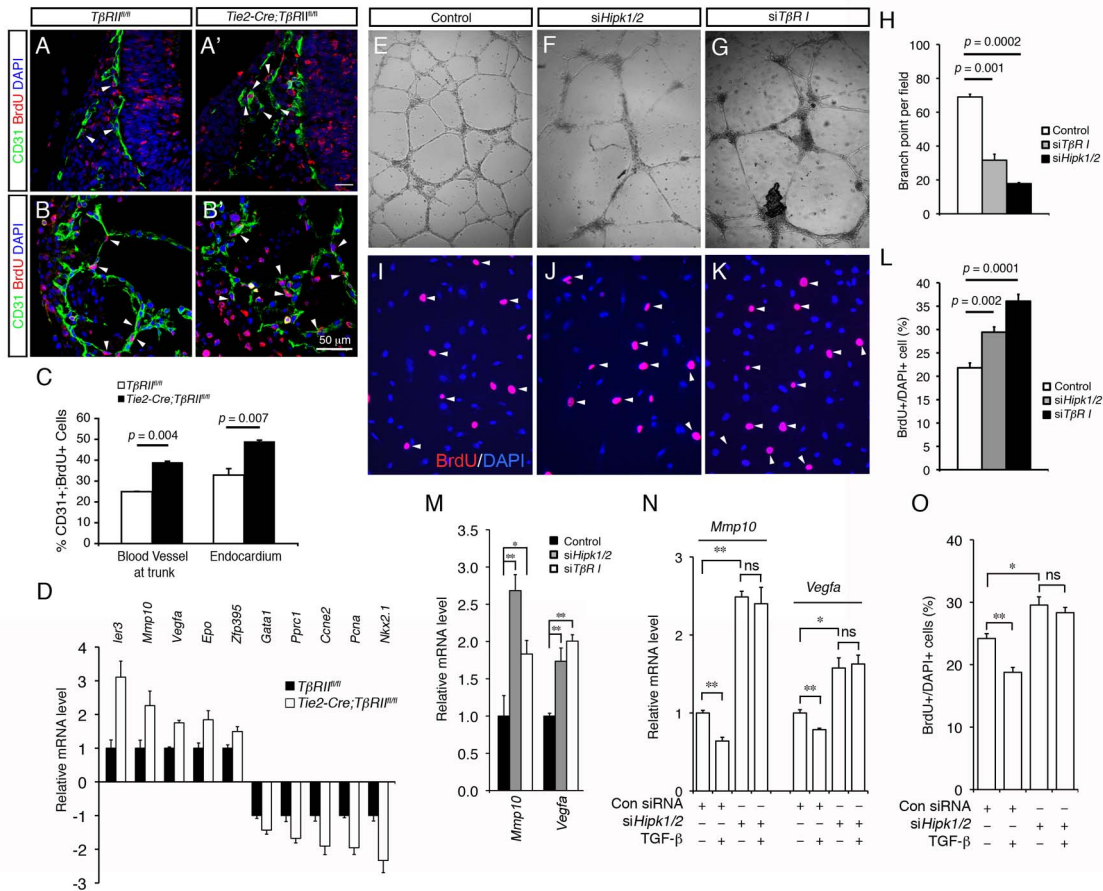 TβRII^fl/fl
Tie2-Cre;TβRII^fl/fl
Control
siHipk1/2
siTβR I
A
A'
CD31 BrdU DAPI
B
B'
CD31 BrdU DAPI
50 μm
E
F
G
H
p = 0.0002
p = 0.001
100
80
60
40
20
0
Branch point per field
Control
siTβR I
siHipk1/2
I
J
K
BrdU/DAPI
L
p = 0.0001
p = 0.002
40
35
30
25
20
15
10
5
0
BrdU+/DAPI+ cell (%)
Control
siHipk1/2
siTβR I
C
TβRII^fl/fl
Tie2-Cre;TβRII^fl/fl
p = 0.004
p = 0.007
60
50
40
30
20
10
0
% CD31+;BrdU+ Cells
Blood Vessel
at trunk
Endocardium
D
Ier3
Mmp10
Vegfa
Epo
Zfp395
Gata1
Pprc1
Ccne2
Pcna
Nkx2.1
4
3
2
1
0
-1
-2
-3
Relative mRNA level
TβRII^fl/fl
Tie2-Cre;TβRII^fl/fl
M
3.5
3.0
2.5
2.0
1.5
1.0
0.5
0.0
Relative mRNA level
Control
siHipk1/2
siTβR I
*
**
**
**
Mmp10
Vegfa
N
Mmp10
Vegfa
3
2
1
0
Relative mRNA level
**
ns
**
*
ns
**
Con siRNA + + − − + + − −
siHipk1/2 − − + + − − + +
TGF-β − + − + − + − +
O
40
30
20
10
0
BrdU+/DAPI+ cells (%)
*
ns
**
Con siRNA + + − −
siHipk1/2 − − + +
TGF-β − + − +